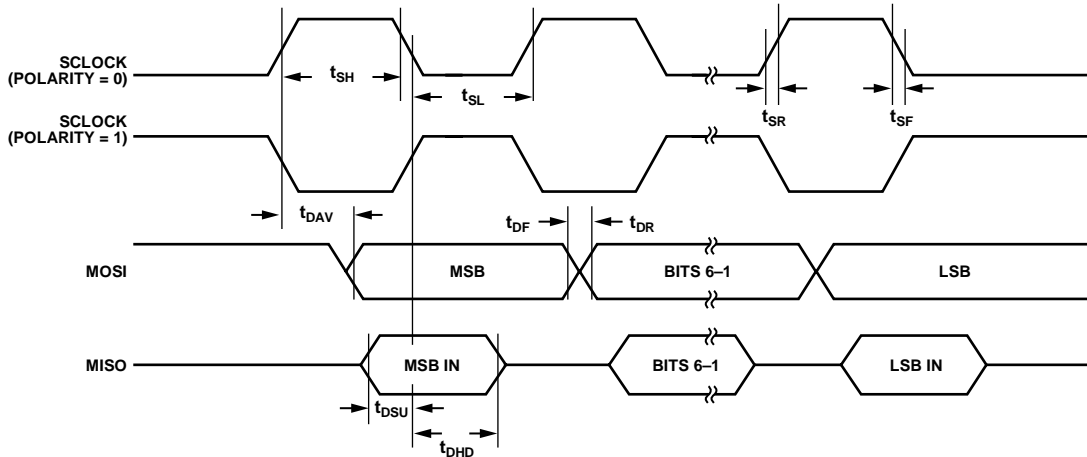 SCLOCK
(POLARITY = 0)
tSH
tSL
tSR
tSF
SCLOCK
(POLARITY = 1)
tDAV
tDF
tDR
MOSI
MSB
BITS 6–1
LSB
MISO
MSB IN
BITS 6–1
LSB IN
tDSU
tDHD